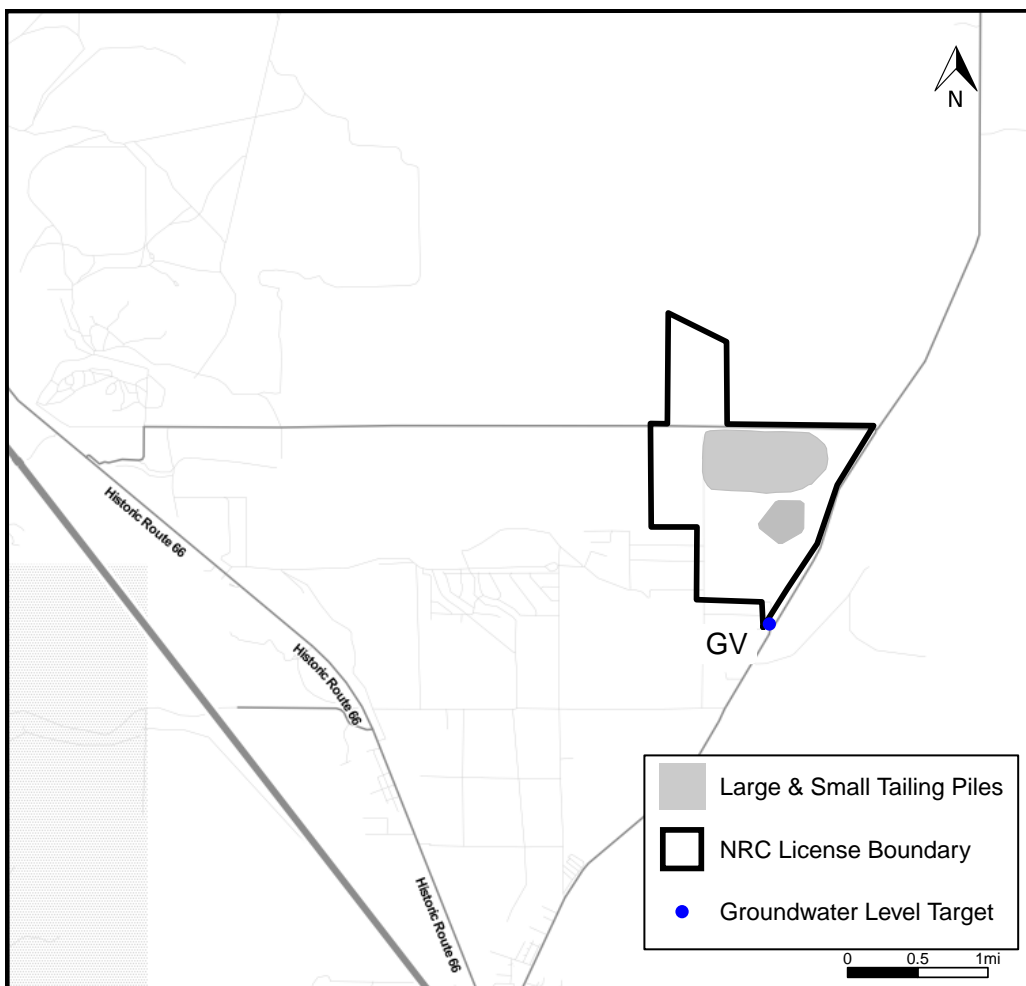 N
Historic Route 66
Historic Route 66
GV
Historic Route 66
Large & Small Tailing Piles
NRC License Boundary
Groundwater Level Target
0 0.5 1mi